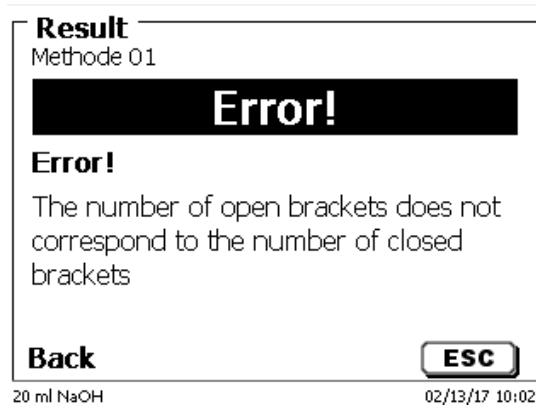 Result
Methode 01
Error!
Error!
The number of open brackets does not
correspond to the number of closed
brackets
Back ESC
20 ml NaOH 02/13/17 10:02